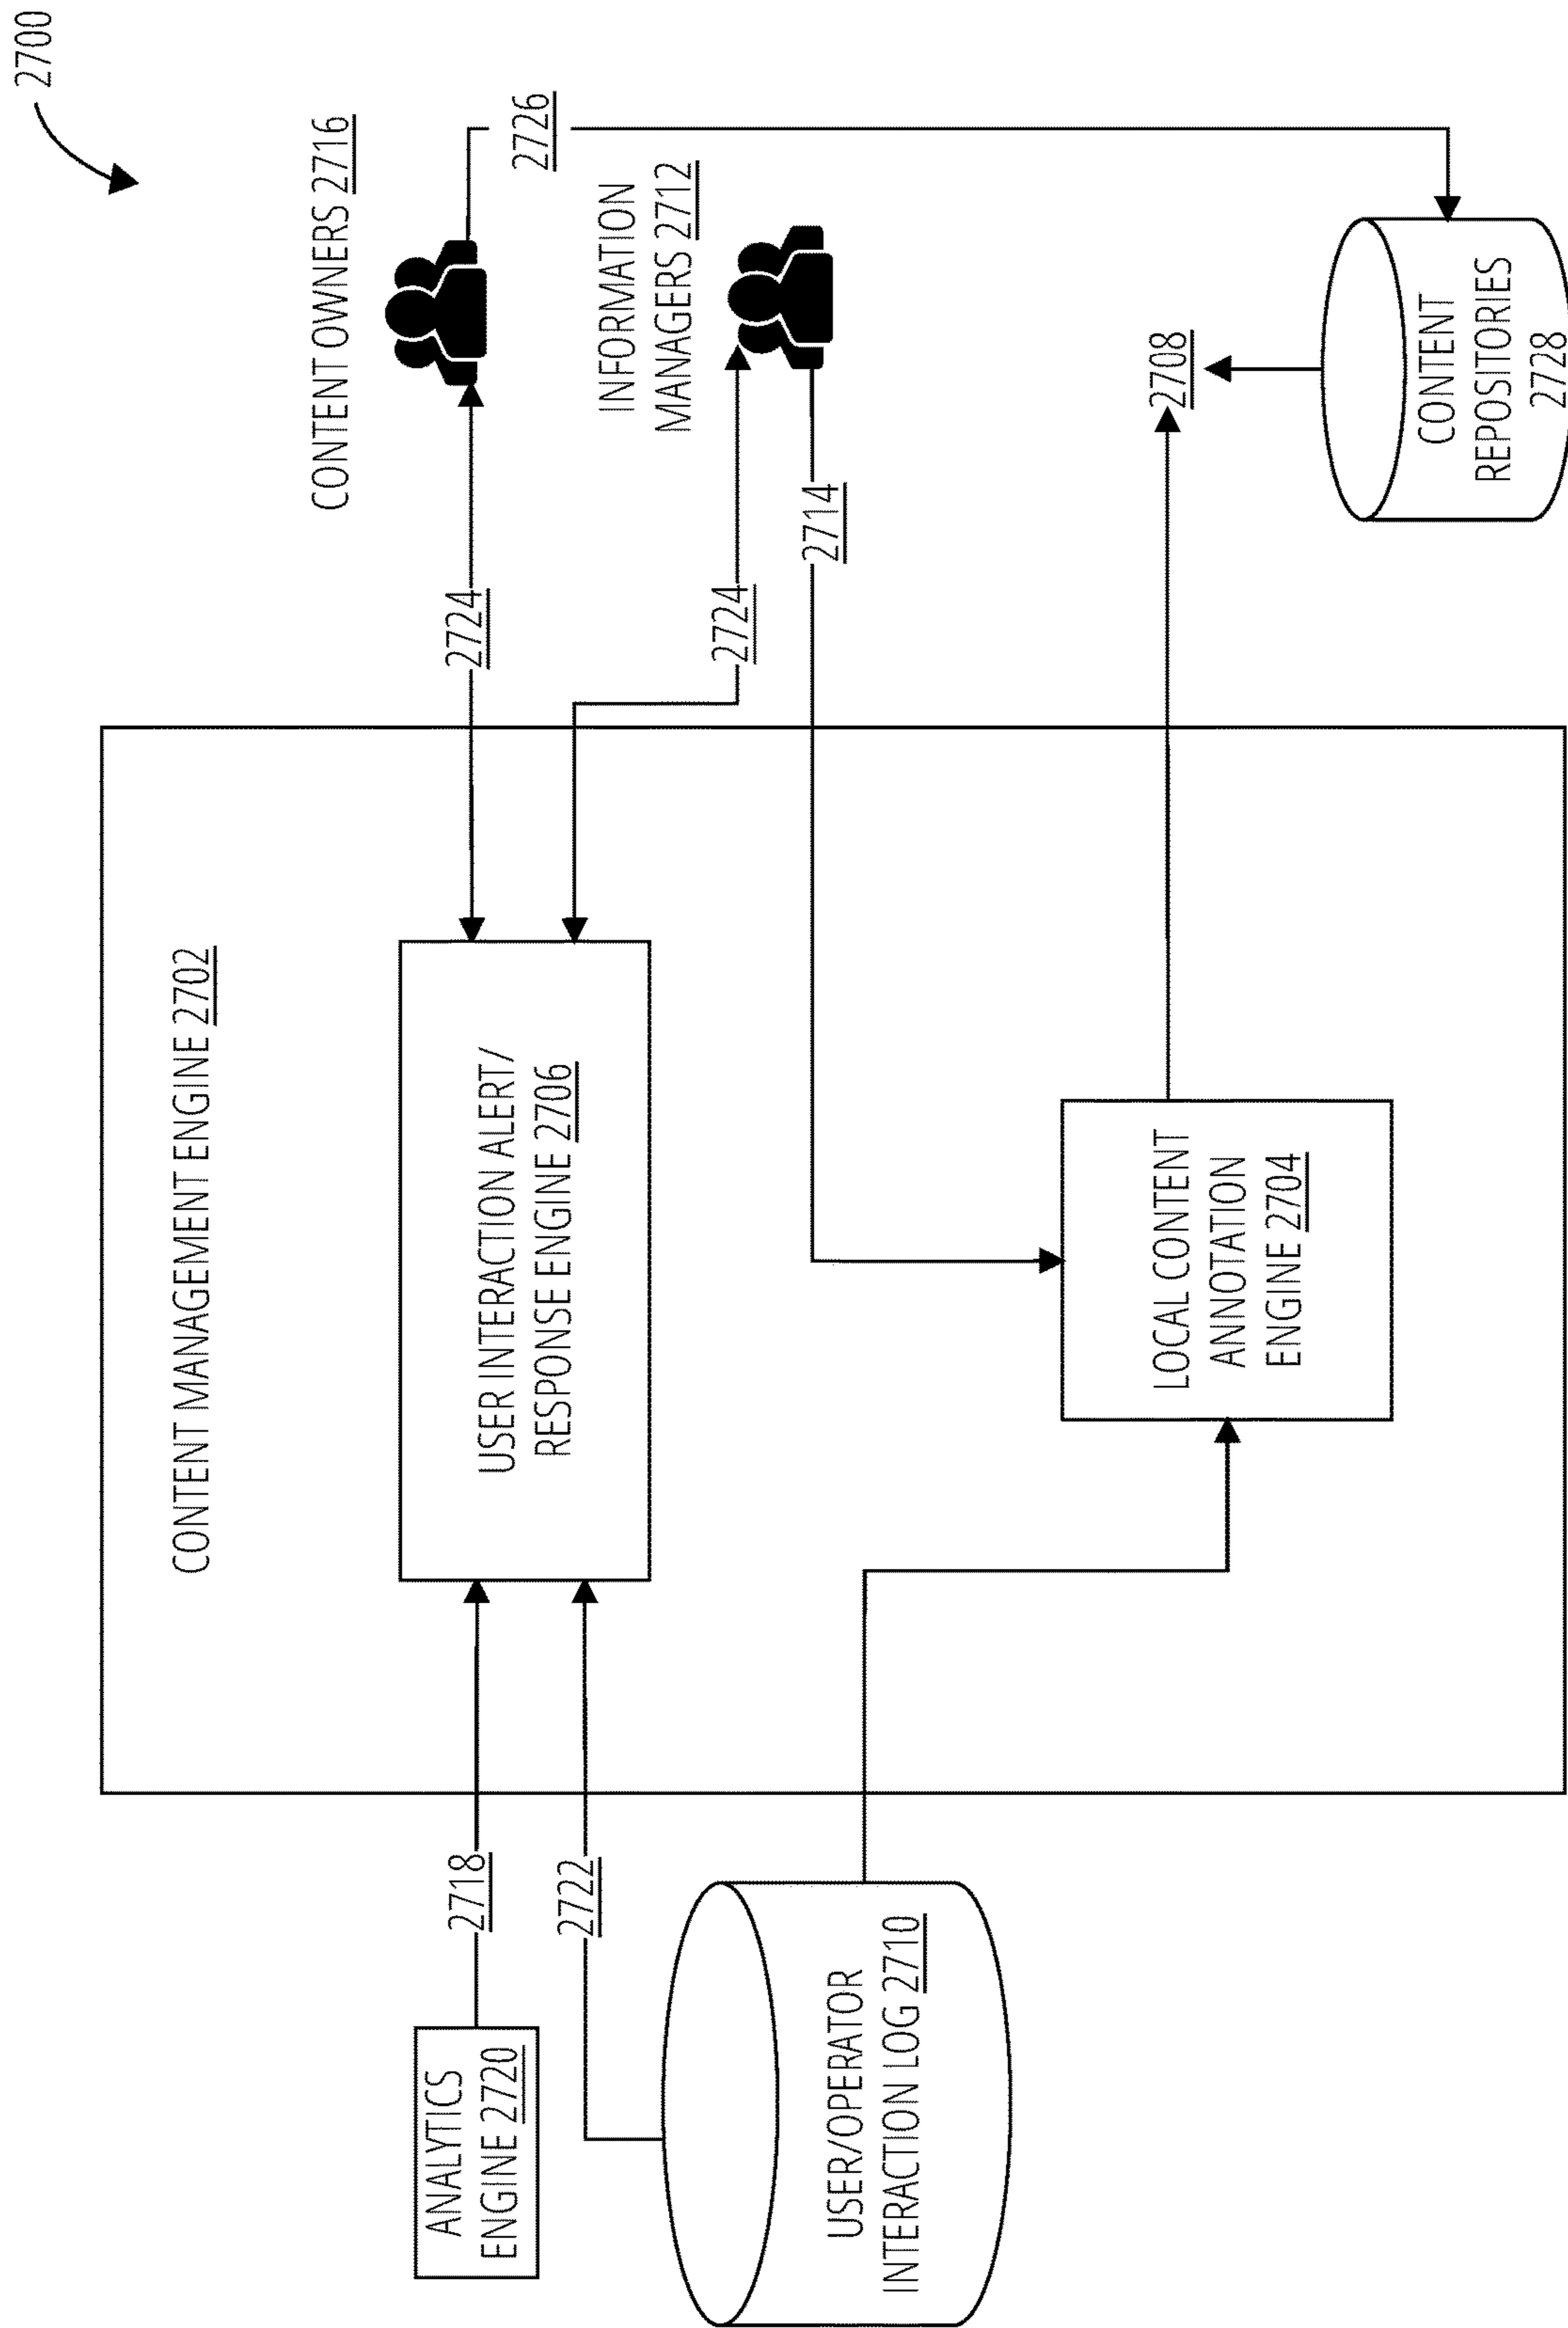 2700
CONTENT MANAGEMENT ENGINE 2702
CONTENT OWNERS 2716
ANALYTICS
ENGINE 2720
2718
USER INTERACTION ALERT/
RESPONSE ENGINE 2706
2724
2726
2722
INFORMATION
MANAGERS 2712
2724
2714
USER/OPERATOR
INTERACTION LOG 2710
LOCAL CONTENT
ANNOTATION
ENGINE 2704
2708
CONTENT
REPOSITORIES
2728